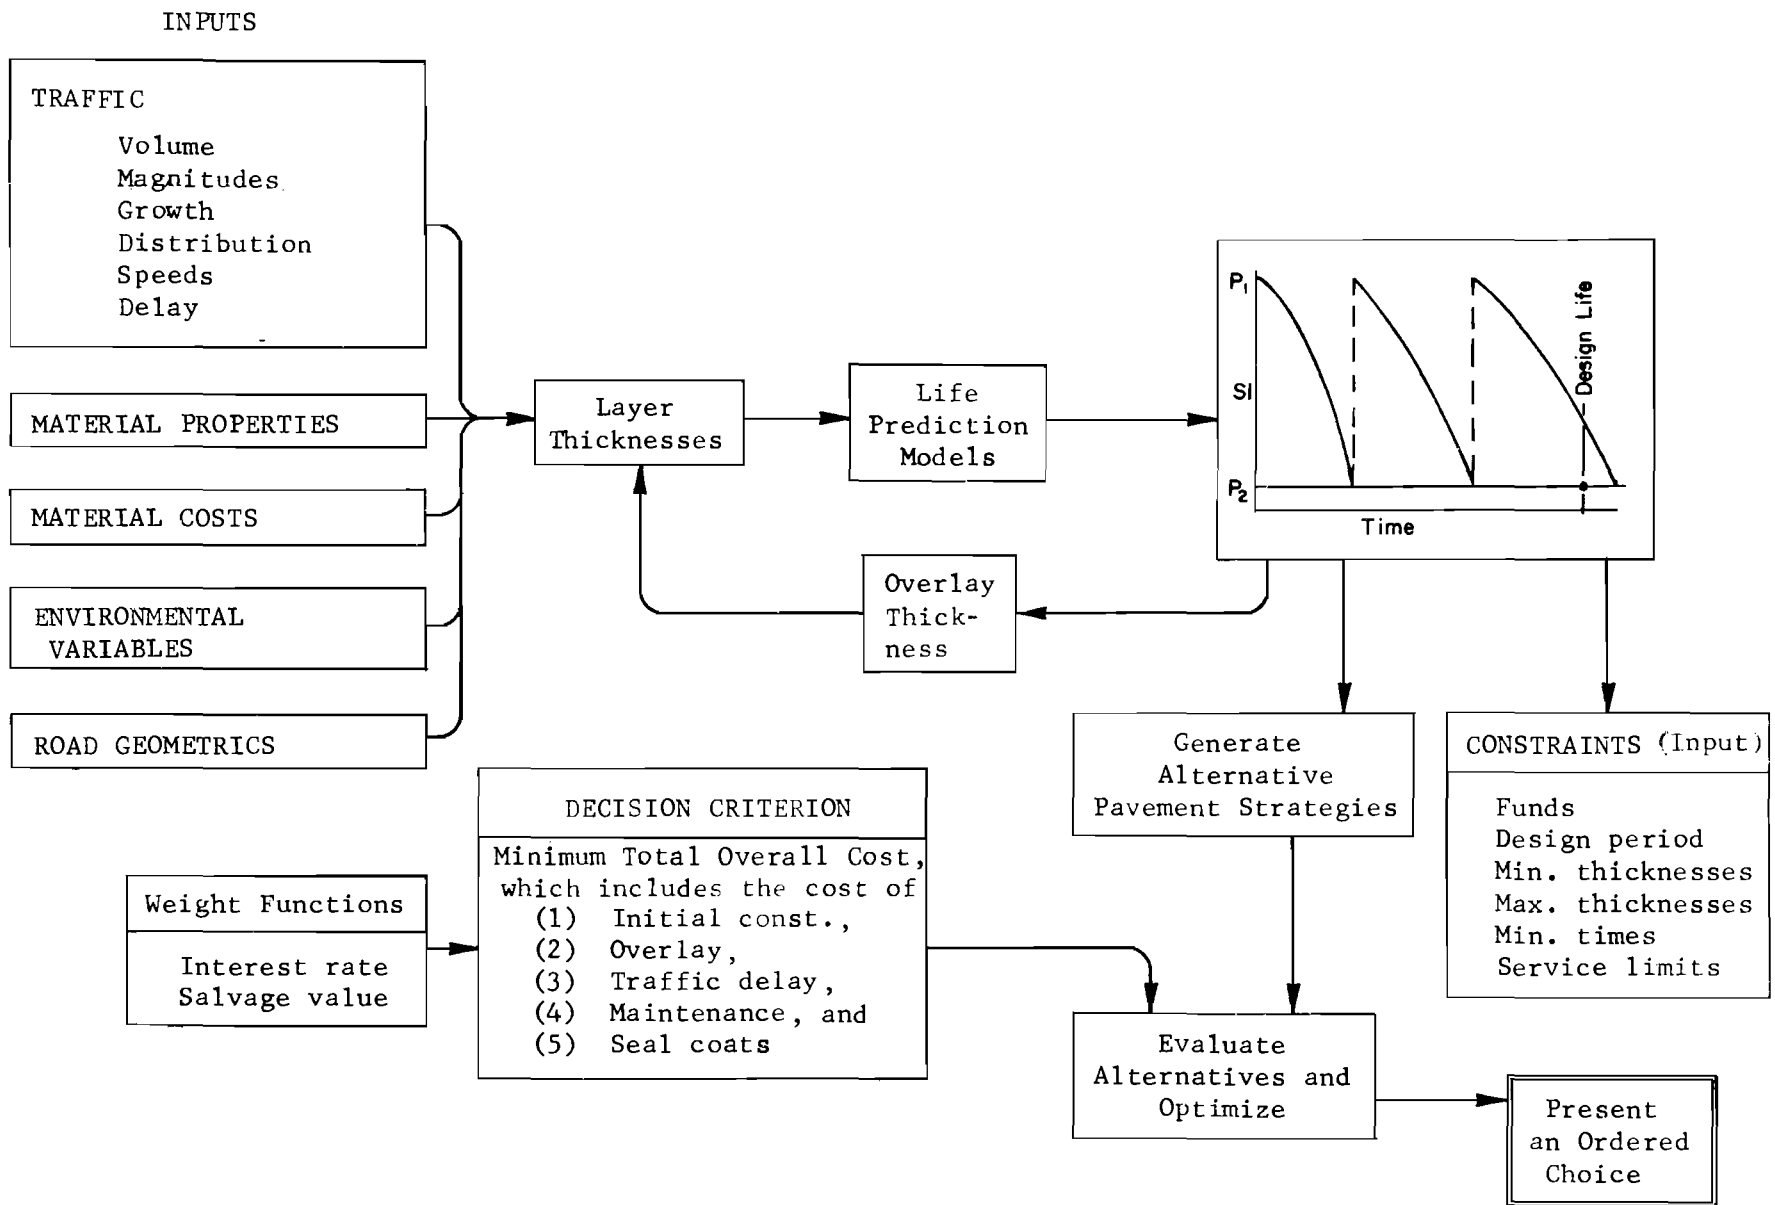 INPUTS
TRAFFIC
Volume
Magnitudes
Growth
Distribution
Speeds
Delay
MATERIAL PROPERTIES
MATERIAL COSTS
ENVIRONMENTAL
VARIABLES
ROAD GEOMETRICS
Layer
Thicknesses
Life
Prediction
Models
P1
SI
P2
Time
Design Life
Overlay
Thick-
ness
Generate
Alternative
Pavement Strategies
CONSTRAINTS (Input)
Funds
Design period
Min. thicknesses
Max. thicknesses
Min. times
Service limits
Weight Functions
Interest rate
Salvage value
DECISION CRITERION
Minimum Total Overall Cost,
which includes the cost of
(1) Initial const.,
(2) Overlay,
(3) Traffic delay,
(4) Maintenance, and
(5) Seal coats
Evaluate
Alternatives and
Optimize
Present
an Ordered
Choice